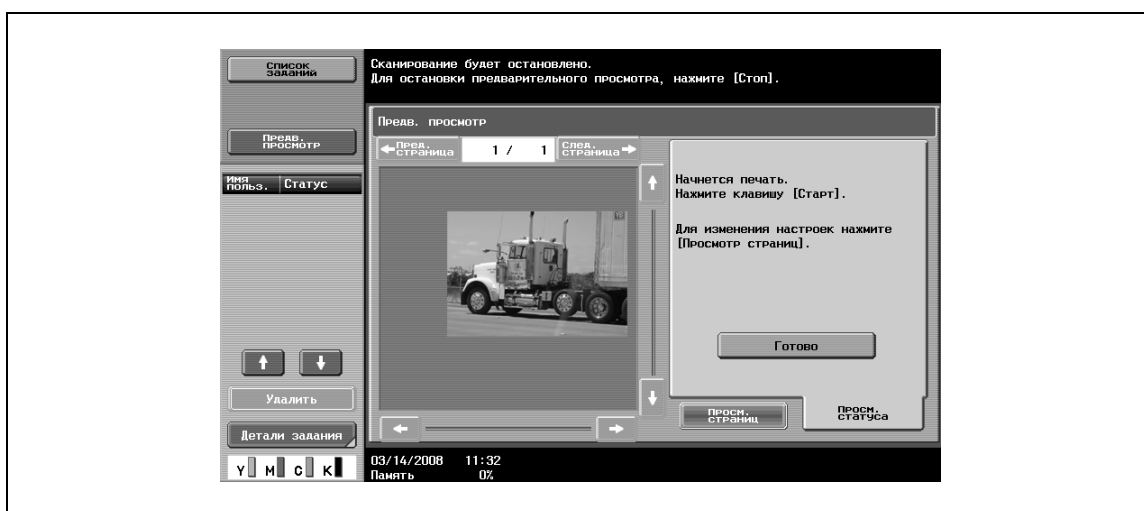 Список
заданий
Сканирование будет остановлено.
Для остановки предварительного просмотра, нажмите [Стоп].
Предв.
просмотр
Имя
польз.
Статус
Удалить
Детали задания
Y M C K
Предв. просмотр
Пред.
страница
1 / 1
След.
страница
Начнется печать.
Нажмите клавишу [Старт].
Для изменения настроек нажмите
[Просмотр страниц].
Готово
Просм.
страниц
Просм.
статуса
03/14/2008 11:32
Память 0%